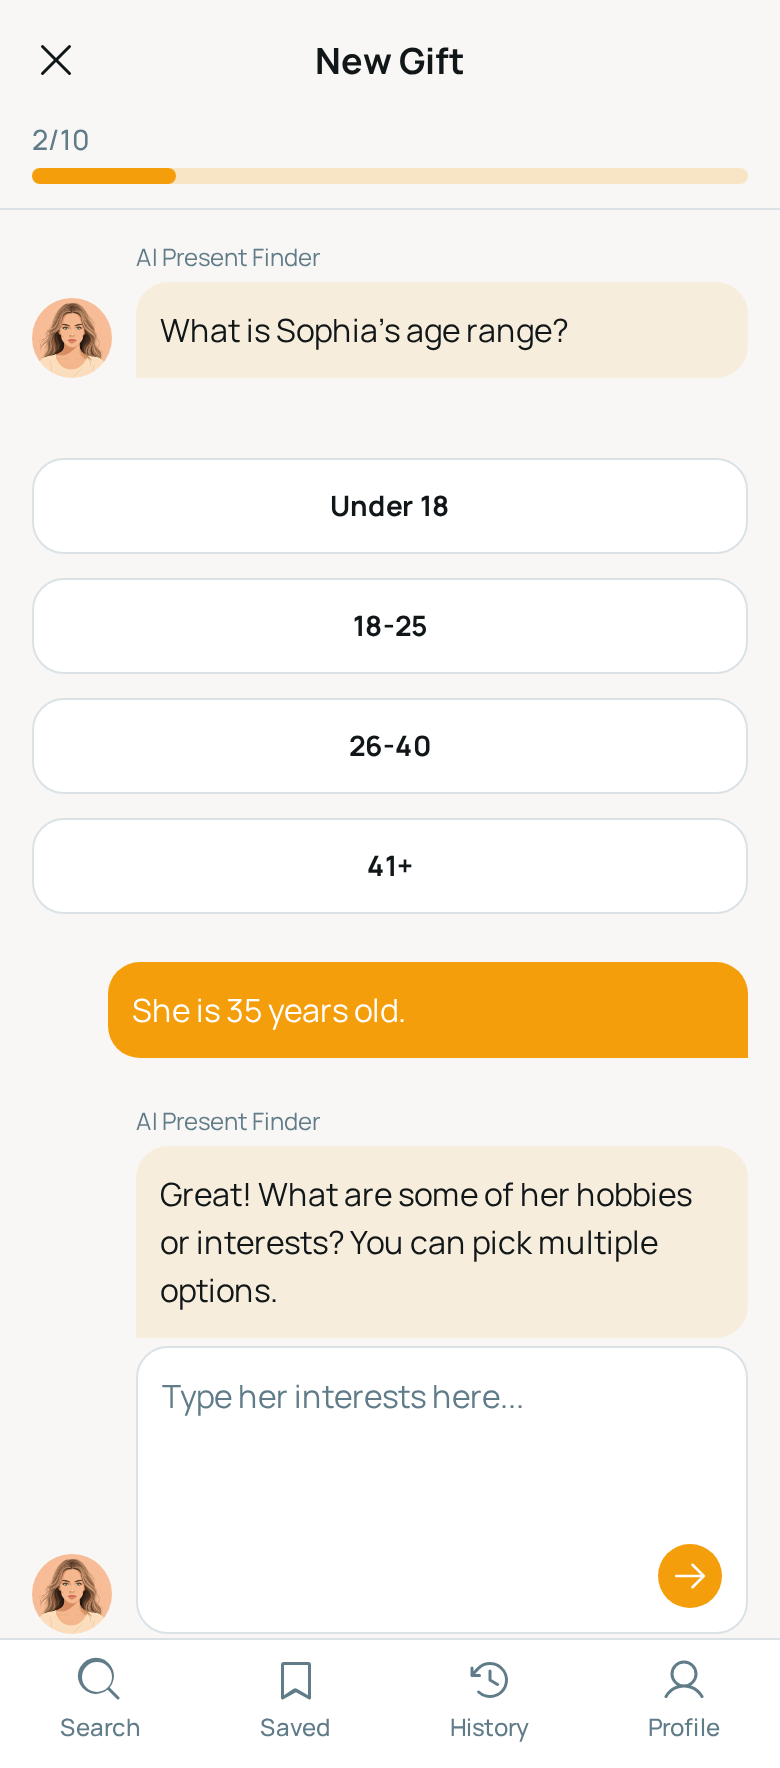 New Gift
2/10
AI Present Finder
What is Sophia’s age range?
Under 18
18-25
26-40
41+
She is 35 years old.
AI Present Finder
Great! What are some of her hobbies
or interests? You can pick multiple
options.
Type her interests here...
Search
Saved
History
Profile